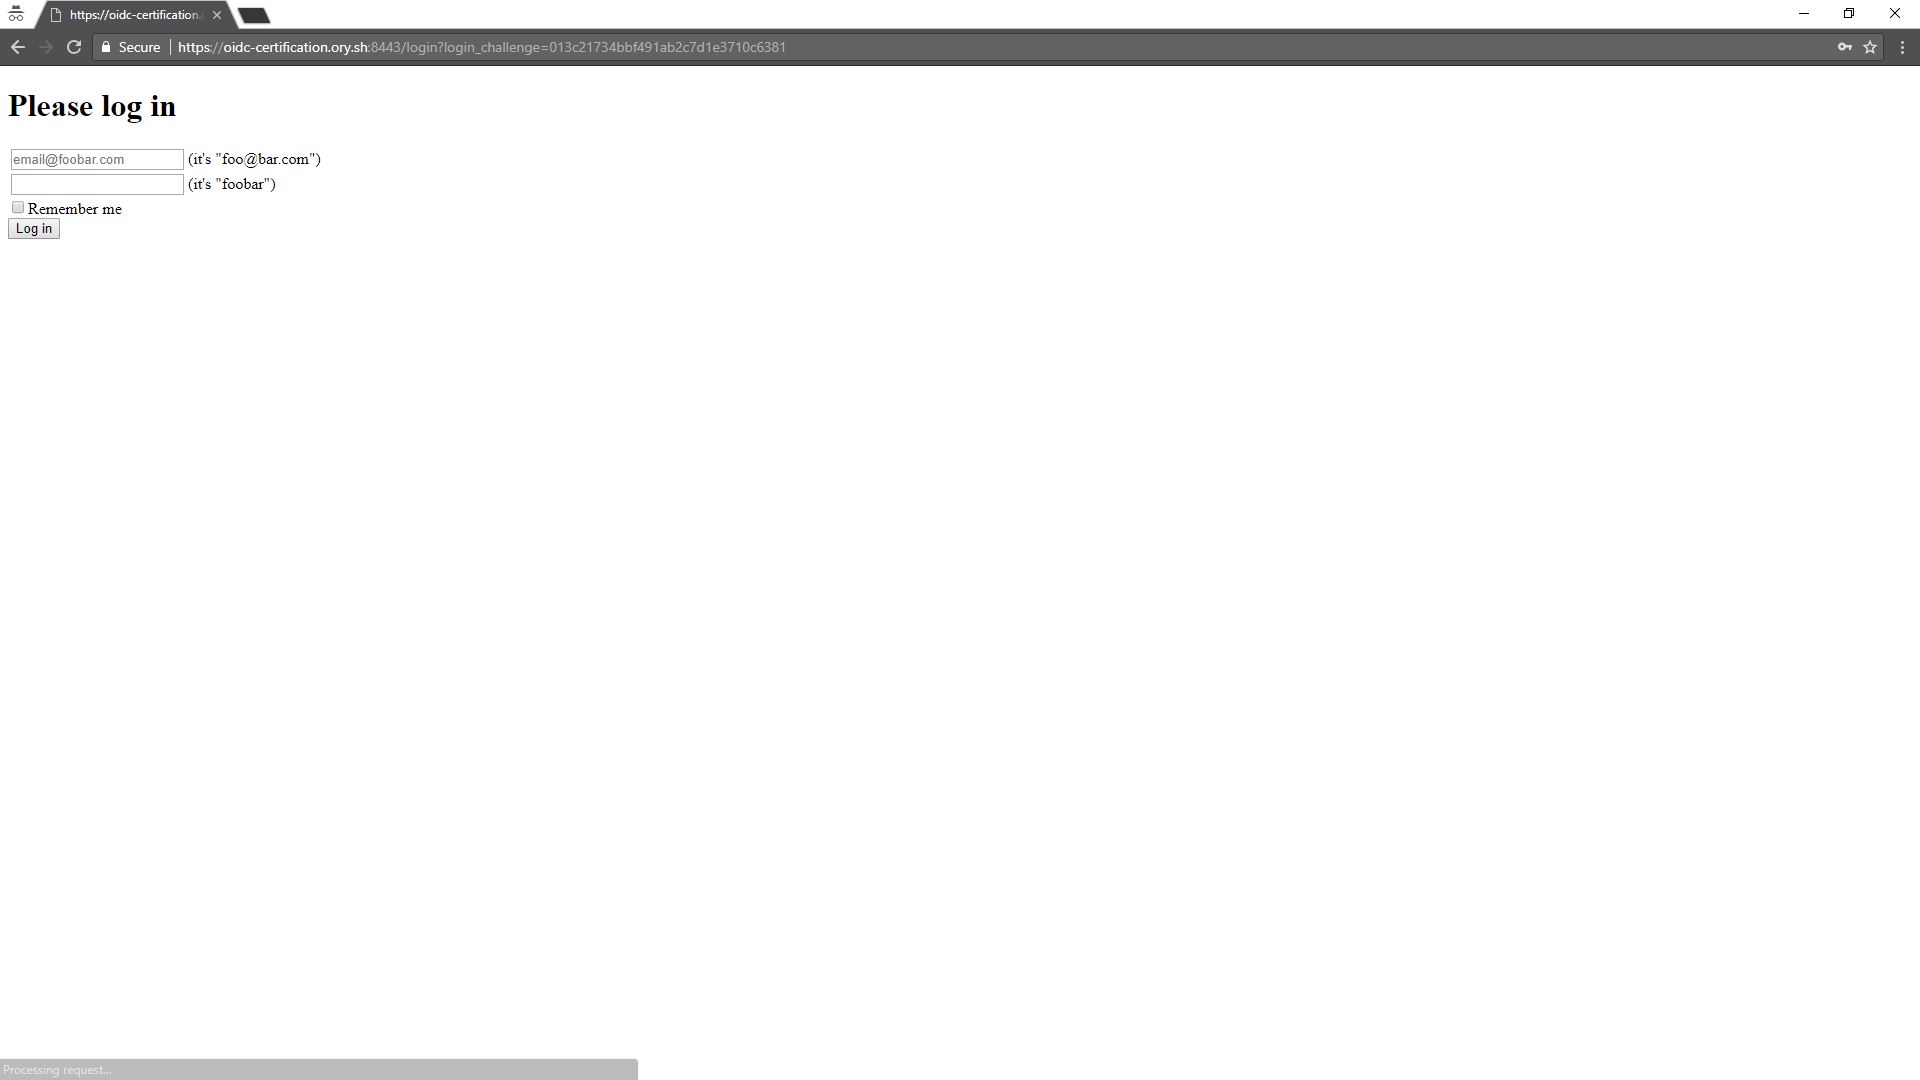 https://oidc-certification.
Secure
https://oidc-certification.ory.sh:8443/login?login_challenge=013c21734bbf491ab2c7d1e3710c6381
Please log in
email@foobar.com (it's "foo@bar.com")
(it's "foobar")
Remember me
Log in
Processing request...